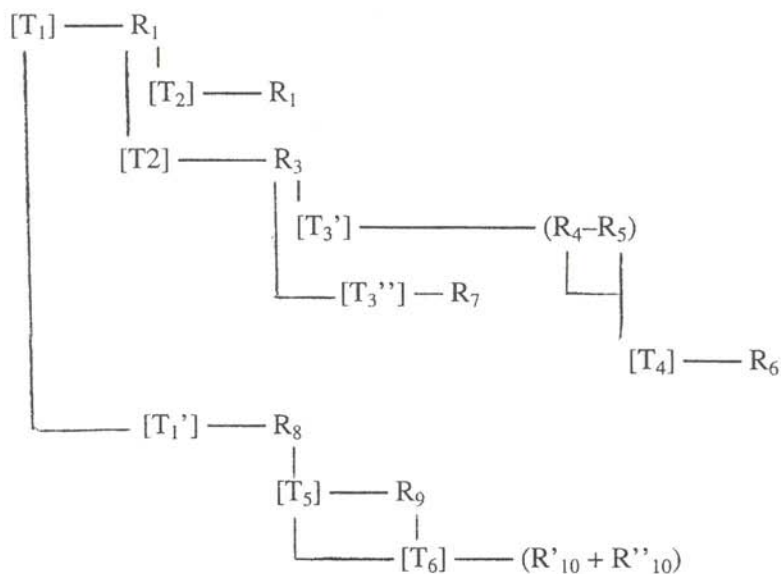 [T₁] R₁
[T₂] R₁
[T2] R₃
[T₃'] (R₄–R₅)
[T₃''] R₇
[T₄] R₆
[T₁'] R₈
[T₅] R₉
[T₆] (R'₁₀ + R''₁₀)